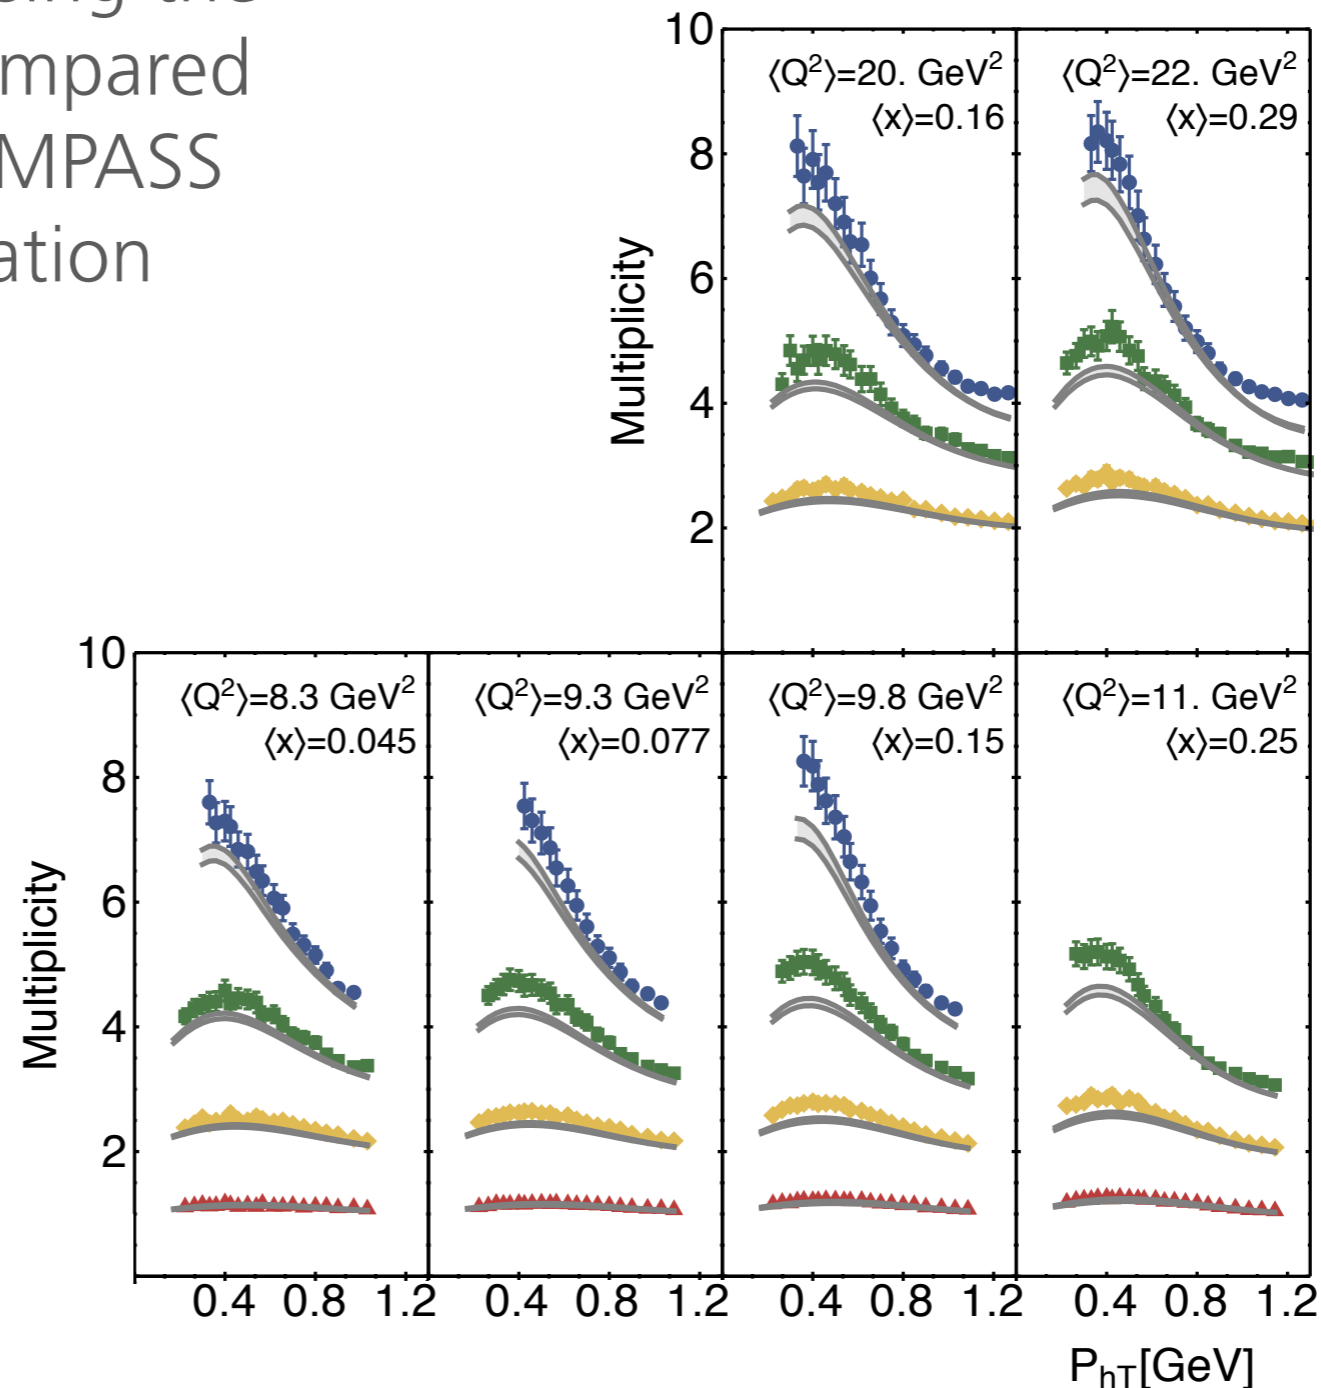 mpared
MPASS
ation
10
8
6
4
2
Multiplicity
⟨Q²⟩=20. GeV²
⟨x⟩=0.16
⟨Q²⟩=22. GeV²
⟨x⟩=0.29
10
8
6
4
2
Multiplicity
⟨Q²⟩=8.3 GeV²
⟨x⟩=0.045
⟨Q²⟩=9.3 GeV²
⟨x⟩=0.077
⟨Q²⟩=9.8 GeV²
⟨x⟩=0.15
⟨Q²⟩=11. GeV²
⟨x⟩=0.25
0.4 0.8 1.2 0.4 0.8 1.2 0.4 0.8 1.2 0.4 0.8 1.2
PhT[GeV]